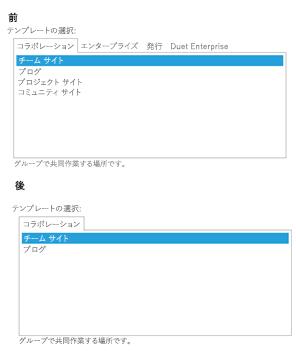 前
テンプレートの選択:
コラボレーション エンタープライズ 発行 Duet Enterprise
チーム サイト
ブログ
プロジェクト サイト
コミュニティ サイト
グループで共同作業する場所です。
後
テンプレートの選択:
コラボレーション
チーム サイト
ブログ
グループで共同作業する場所です。